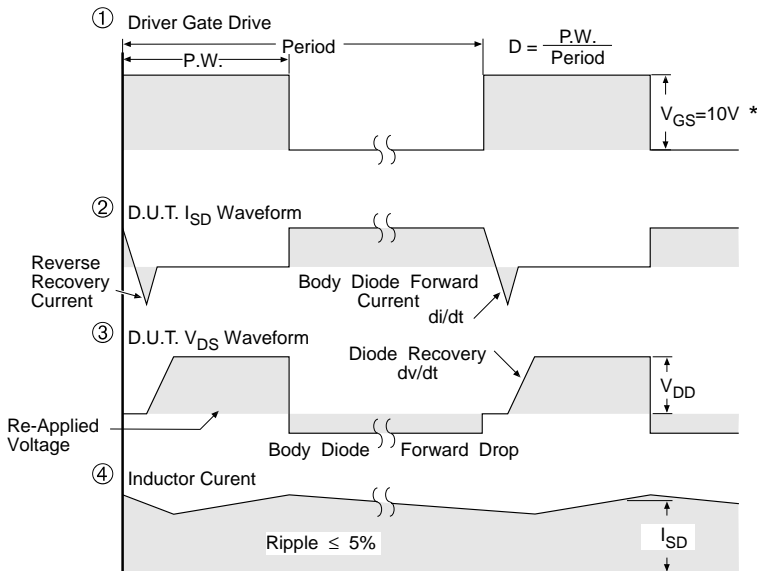 ① Driver Gate Drive
Period
P.W.
D = P.W. / Period
V_GS=10V *
② D.U.T. I_SD Waveform
Reverse
Recovery
Current
Body Diode Forward
Current
di/dt
③ D.U.T. V_DS Waveform
Diode Recovery
dv/dt
V_DD
Re-Applied
Voltage
Body Diode Forward Drop
④ Inductor Curent
Ripple ≤ 5%
I_SD